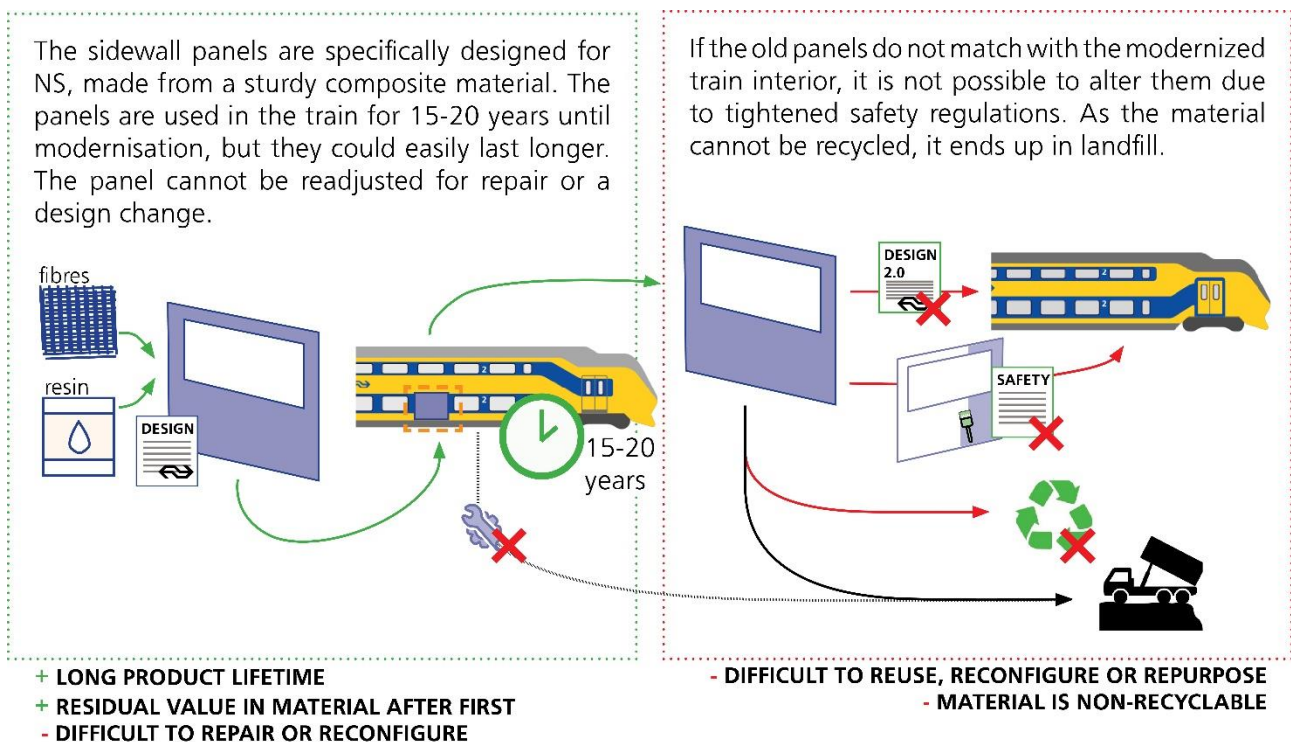 The sidewall panels are specifically designed for
NS, made from a sturdy composite material. The
panels are used in the train for 15-20 years until
modernisation, but they could easily last longer.
The panel cannot be readjusted for repair or a
design change.
fibres
resin
DESIGN
2
2
15-20
years
+ LONG PRODUCT LIFETIME
+ RESIDUAL VALUE IN MATERIAL AFTER FIRST
- DIFFICULT TO REPAIR OR RECONFIGURE
If the old panels do not match with the modernized
train interior, it is not possible to alter them due
to tightened safety regulations. As the material
cannot be recycled, it ends up in landfill.
DESIGN
2.0
2
2
SAFETY
- DIFFICULT TO REUSE, RECONFIGURE OR REPURPOSE
- MATERIAL IS NON-RECYCLABLE